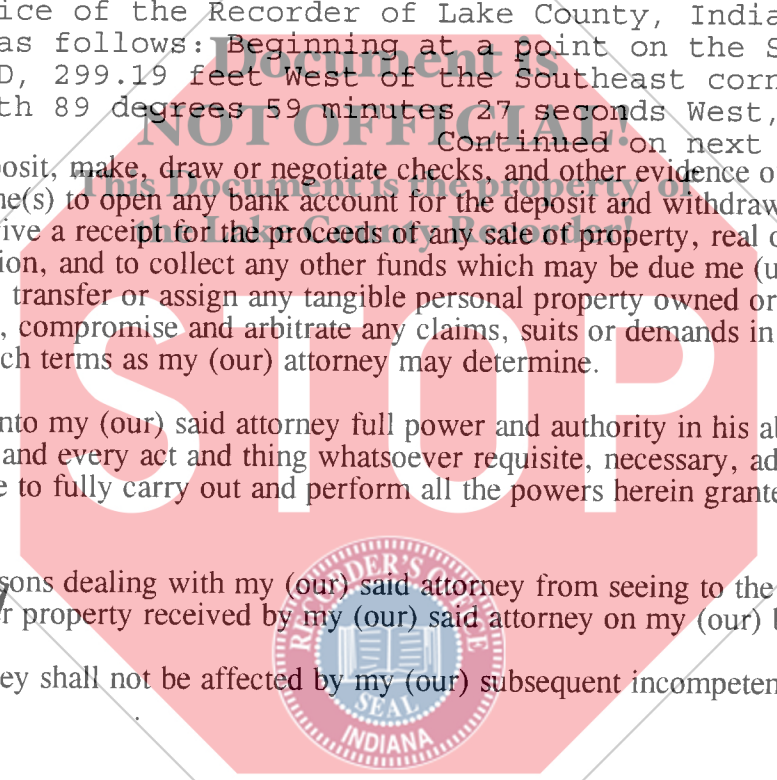 ice of the Recorder of Lake County, India
as follows: Beginning at a point on the S
D, 299.19 feet West of the Southeast corn
th 89 degrees 59 minutes 27 seconds West,
Continued on next
Document is
NOT OFFICIAL!
This Document is the property of
the Lake County Recorder!
osit, make, draw or negotiate checks, and other evidence o
me(s) to open any bank account for the deposit and withdraw
ive a receipt for the proceeds of any sale of property, real o
ion, and to collect any other funds which may be due me (u
transfer or assign any tangible personal property owned or
, compromise and arbitrate any claims, suits or demands in
ch terms as my (our) attorney may determine.
STOP
nto my (our) said attorney full power and authority in his al
and every act and thing whatsoever requisite, necessary, ad
e to fully carry out and perform all the powers herein grante
sons dealing with my (our) said attorney from seeing to the
r property received by my (our) said attorney on my (our) b
ey shall not be affected by my (our) subsequent incompeten
RECORDER'S OFFICE
SEAL
INDIANA